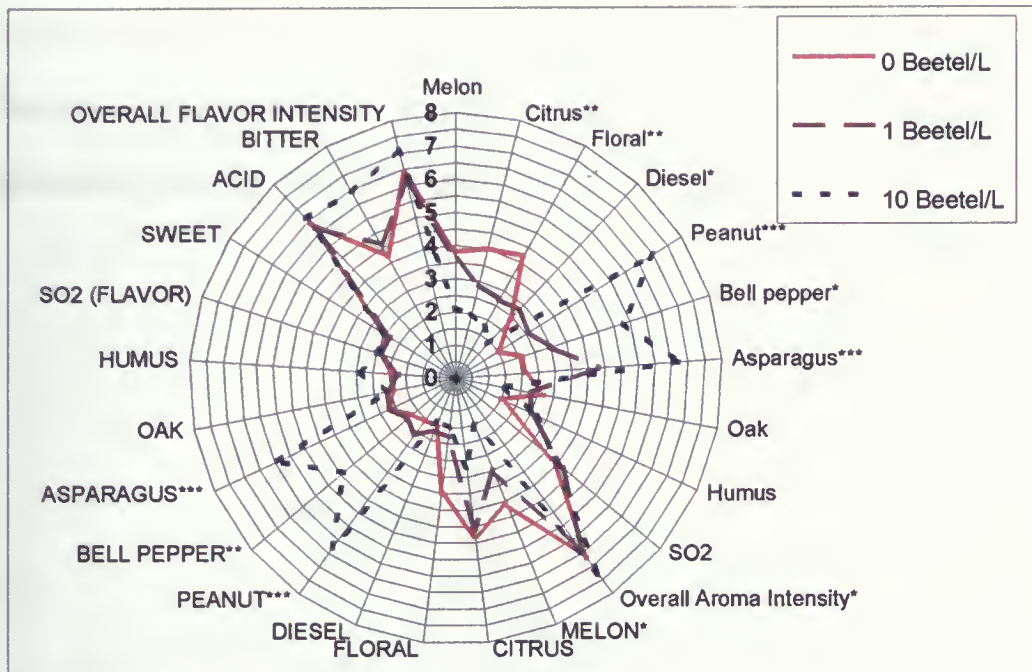 0 Beetel/L
1 Beetel/L
10 Beetel/L
Melon
Citrus**
Floral**
Diesel*
Peanut***
Bell pepper*
Asparagus***
Oak
Humus
SO2
Overall Aroma Intensity*
MELON*
CITRUS
FLORAL
DIESEL
PEANUT***
BELL PEPPER**
ASPARAGUS***
OAK
HUMUS
SO2 (FLAVOR)
SWEET
ACID
BITTER
OVERALL FLAVOR INTENSITY
8
7
6
5
4
3
2
1
0